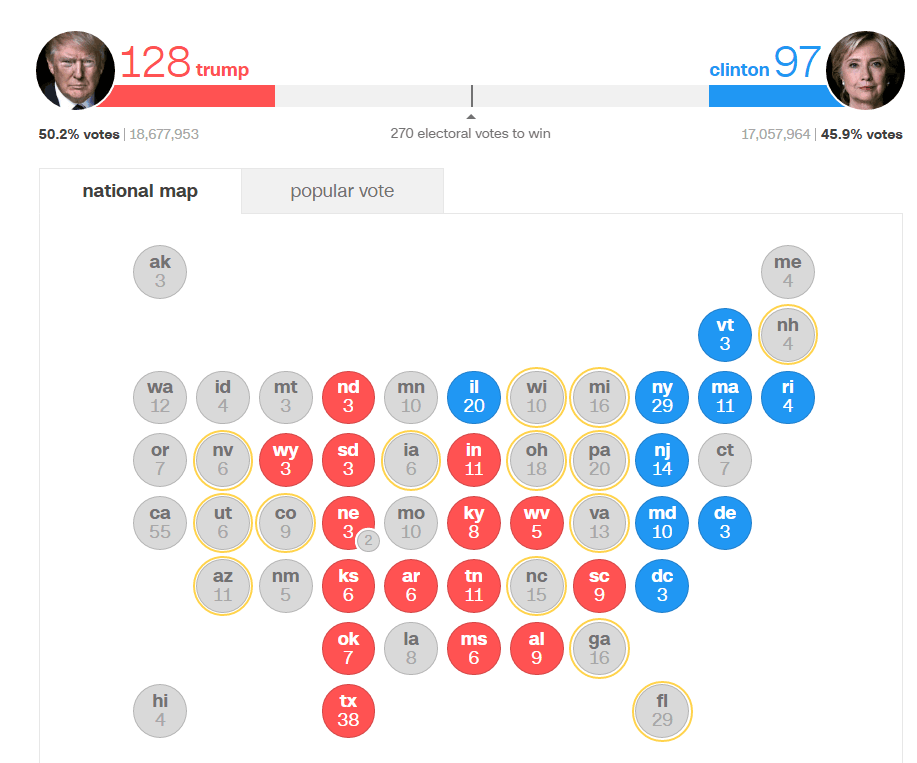 128 trump
clinton 97
50.2% votes | 18,677,953
270 electoral votes to win
17,057,964 | 45.9% votes
national map
popular vote
ak
3
me
4
vt
3
nh
4
wa
12
id
4
mt
3
nd
3
mn
10
il
20
wi
10
mi
16
ny
29
ma
11
ri
4
or
7
nv
6
wy
3
sd
3
ia
6
in
11
oh
18
pa
20
nj
14
ct
7
ca
55
ut
6
co
9
ne
3
2
mo
10
ky
8
wv
5
va
13
md
10
de
3
az
11
nm
5
ks
6
ar
6
tn
11
nc
15
sc
9
dc
3
ok
7
la
8
ms
6
al
9
ga
16
hi
4
tx
38
fl
29